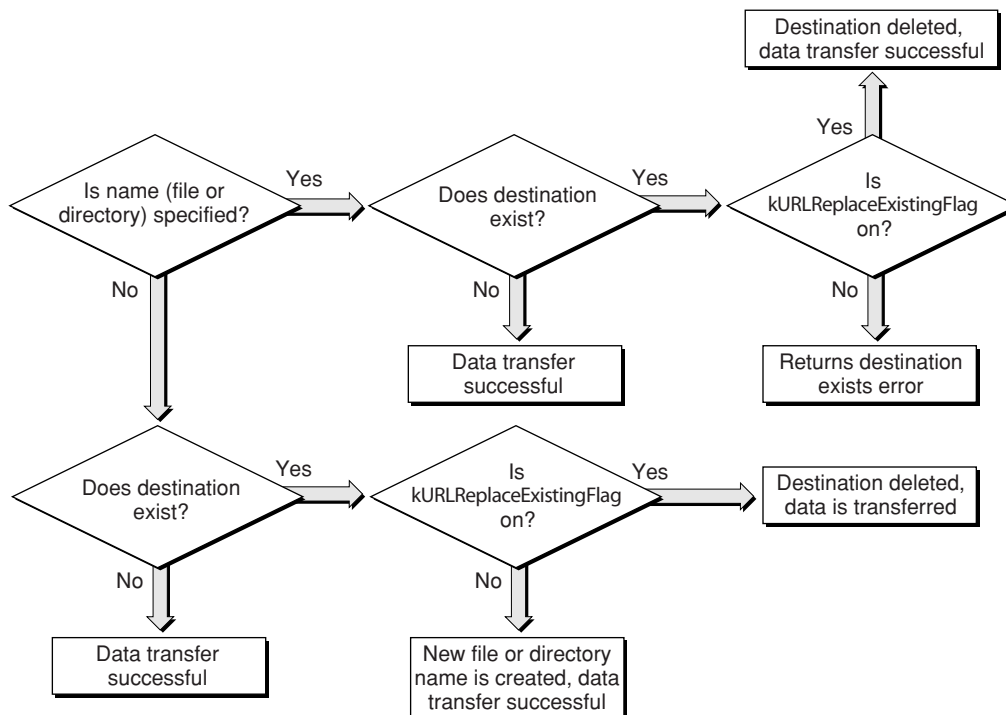 Destination deleted,
data transfer successful
Yes
Is name (file or
directory) specified?
Yes
Does destination
exist?
Yes
Is
kURLReplaceExistingFlag
on?
No
No
No
Data transfer
successful
Returns destination
exists error
Does destination
exist?
Yes
Is
kURLReplaceExistingFlag
on?
Yes
Destination deleted,
data is transferred
No
No
Data transfer
successful
New file or directory
name is created, data
transfer successful